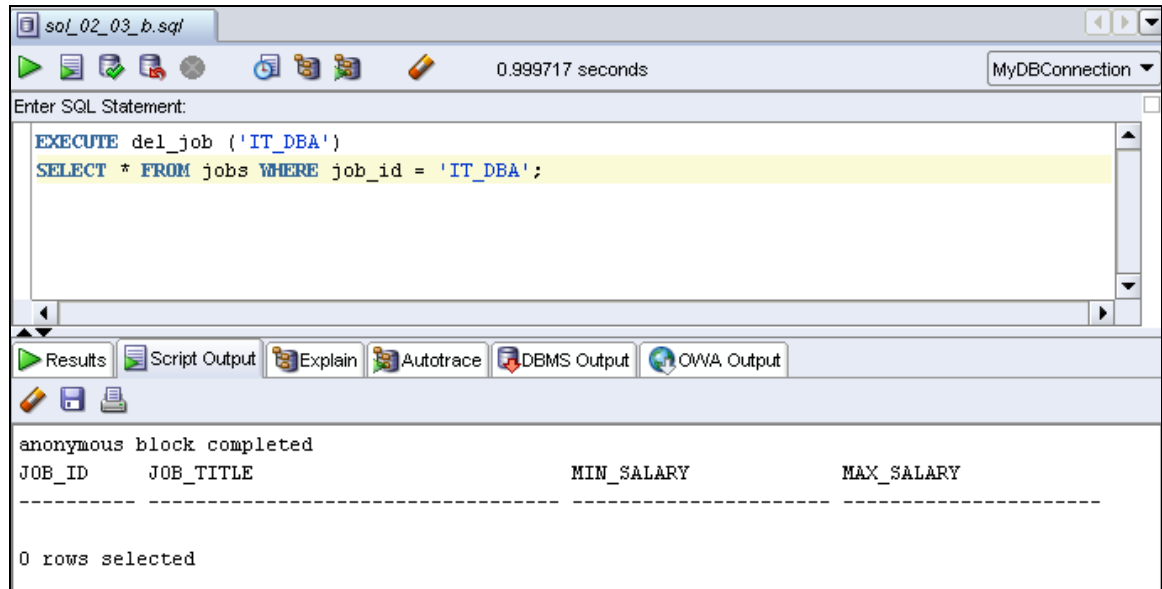 sol_02_03_b.sql
0.999717 seconds MyDBConnection
Enter SQL Statement:
EXECUTE del_job ('IT_DBA')
SELECT * FROM jobs WHERE job_id = 'IT_DBA';
Results Script Output Explain Autotrace DBMS Output OWA Output
anonymous block completed
JOB_ID JOB_TITLE MIN_SALARY MAX_SALARY
---------- ----------------------------------- ---------------------- ----------------------
0 rows selected